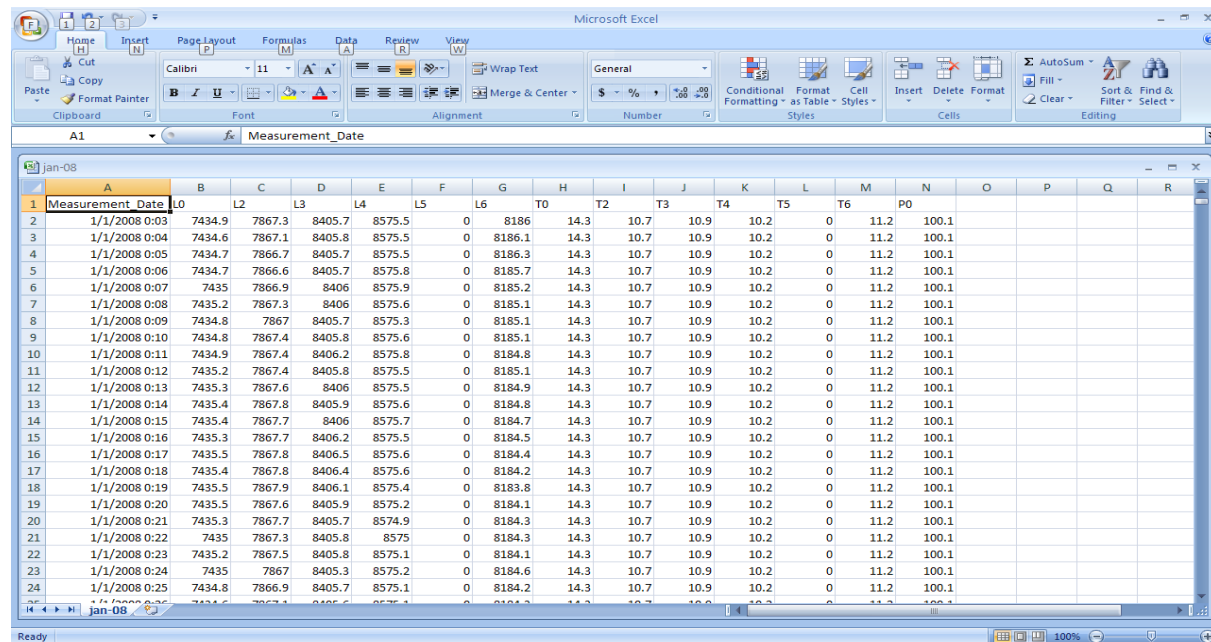 Microsoft Excel
F 1 2 3
Home Insert Page Layout Formulas Data Review View
H N P M A R W
Paste
Cut
Copy
Format Painter
Clipboard
Calibri 11 A A
B I U A
Font
Wrap Text
Merge & Center
Alignment
General
$ % , .0 .00 .00 .0
Number
Conditional Formatting
Format as Table
Cell Styles
Styles
Insert Delete Format
Cells
Σ AutoSum
Fill
Clear
Sort & Filter
Find & Select
Editing
A1 fx Measurement_Date
jan-08
A B C D E F G H I J K L M N O P Q R
1 Measurement_Date L0 L2 L3 L4 L5 L6 T0 T2 T3 T4 T5 T6 P0
2 1/1/2008 0:03 7434.9 7867.3 8405.7 8575.5 0 8186 14.3 10.7 10.9 10.2 0 11.2 100.1
3 1/1/2008 0:04 7434.6 7867.1 8405.8 8575.5 0 8186.1 14.3 10.7 10.9 10.2 0 11.2 100.1
4 1/1/2008 0:05 7434.7 7866.7 8405.7 8575.5 0 8186.3 14.3 10.7 10.9 10.2 0 11.2 100.1
5 1/1/2008 0:06 7434.7 7866.6 8405.7 8575.8 0 8185.7 14.3 10.7 10.9 10.2 0 11.2 100.1
6 1/1/2008 0:07 7435 7866.9 8406 8575.9 0 8185.2 14.3 10.7 10.9 10.2 0 11.2 100.1
7 1/1/2008 0:08 7435.2 7867.3 8406 8575.6 0 8185.1 14.3 10.7 10.9 10.2 0 11.2 100.1
8 1/1/2008 0:09 7434.8 7867 8405.7 8575.3 0 8185.1 14.3 10.7 10.9 10.2 0 11.2 100.1
9 1/1/2008 0:10 7434.8 7867.4 8405.8 8575.6 0 8185.1 14.3 10.7 10.9 10.2 0 11.2 100.1
10 1/1/2008 0:11 7434.9 7867.4 8406.2 8575.8 0 8184.8 14.3 10.7 10.9 10.2 0 11.2 100.1
11 1/1/2008 0:12 7435.2 7867.4 8405.8 8575.5 0 8185.1 14.3 10.7 10.9 10.2 0 11.2 100.1
12 1/1/2008 0:13 7435.3 7867.6 8406 8575.5 0 8184.9 14.3 10.7 10.9 10.2 0 11.2 100.1
13 1/1/2008 0:14 7435.4 7867.8 8405.9 8575.6 0 8184.8 14.3 10.7 10.9 10.2 0 11.2 100.1
14 1/1/2008 0:15 7435.4 7867.7 8406 8575.7 0 8184.7 14.3 10.7 10.9 10.2 0 11.2 100.1
15 1/1/2008 0:16 7435.3 7867.7 8406.2 8575.5 0 8184.5 14.3 10.7 10.9 10.2 0 11.2 100.1
16 1/1/2008 0:17 7435.5 7867.8 8406.5 8575.6 0 8184.4 14.3 10.7 10.9 10.2 0 11.2 100.1
17 1/1/2008 0:18 7435.4 7867.8 8406.4 8575.6 0 8184.2 14.3 10.7 10.9 10.2 0 11.2 100.1
18 1/1/2008 0:19 7435.5 7867.9 8406.1 8575.4 0 8183.8 14.3 10.7 10.9 10.2 0 11.2 100.1
19 1/1/2008 0:20 7435.5 7867.6 8405.9 8575.2 0 8184.1 14.3 10.7 10.9 10.2 0 11.2 100.1
20 1/1/2008 0:21 7435.3 7867.7 8405.7 8574.9 0 8184.3 14.3 10.7 10.9 10.2 0 11.2 100.1
21 1/1/2008 0:22 7435 7867.3 8405.8 8575 0 8184.3 14.3 10.7 10.9 10.2 0 11.2 100.1
22 1/1/2008 0:23 7435.2 7867.5 8405.8 8575.1 0 8184.1 14.3 10.7 10.9 10.2 0 11.2 100.1
23 1/1/2008 0:24 7435 7867 8405.3 8575.2 0 8184.6 14.3 10.7 10.9 10.2 0 11.2 100.1
24 1/1/2008 0:25 7434.8 7866.9 8405.7 8575.1 0 8184.2 14.3 10.7 10.9 10.2 0 11.2 100.1
jan-08
Ready 100%